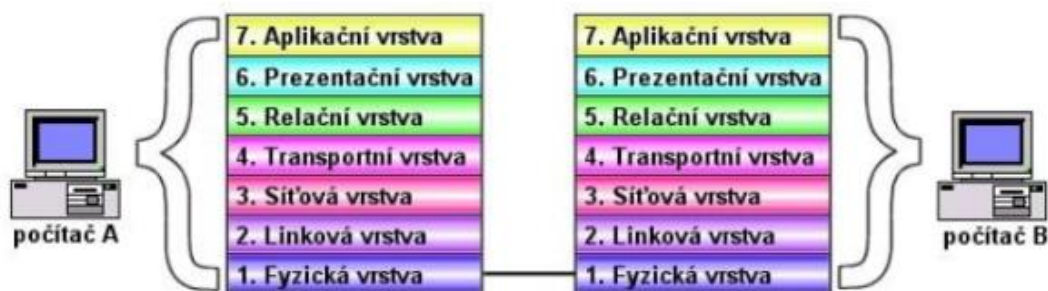 7. Aplikační vrstva
6. Prezentační vrstva
5. Relační vrstva
4. Transportní vrstva
3. Síťová vrstva
2. Linková vrstva
1. Fyzická vrstva
7. Aplikační vrstva
6. Prezentační vrstva
5. Relační vrstva
4. Transportní vrstva
3. Síťová vrstva
2. Linková vrstva
1. Fyzická vrstva
počítač A
počítač B